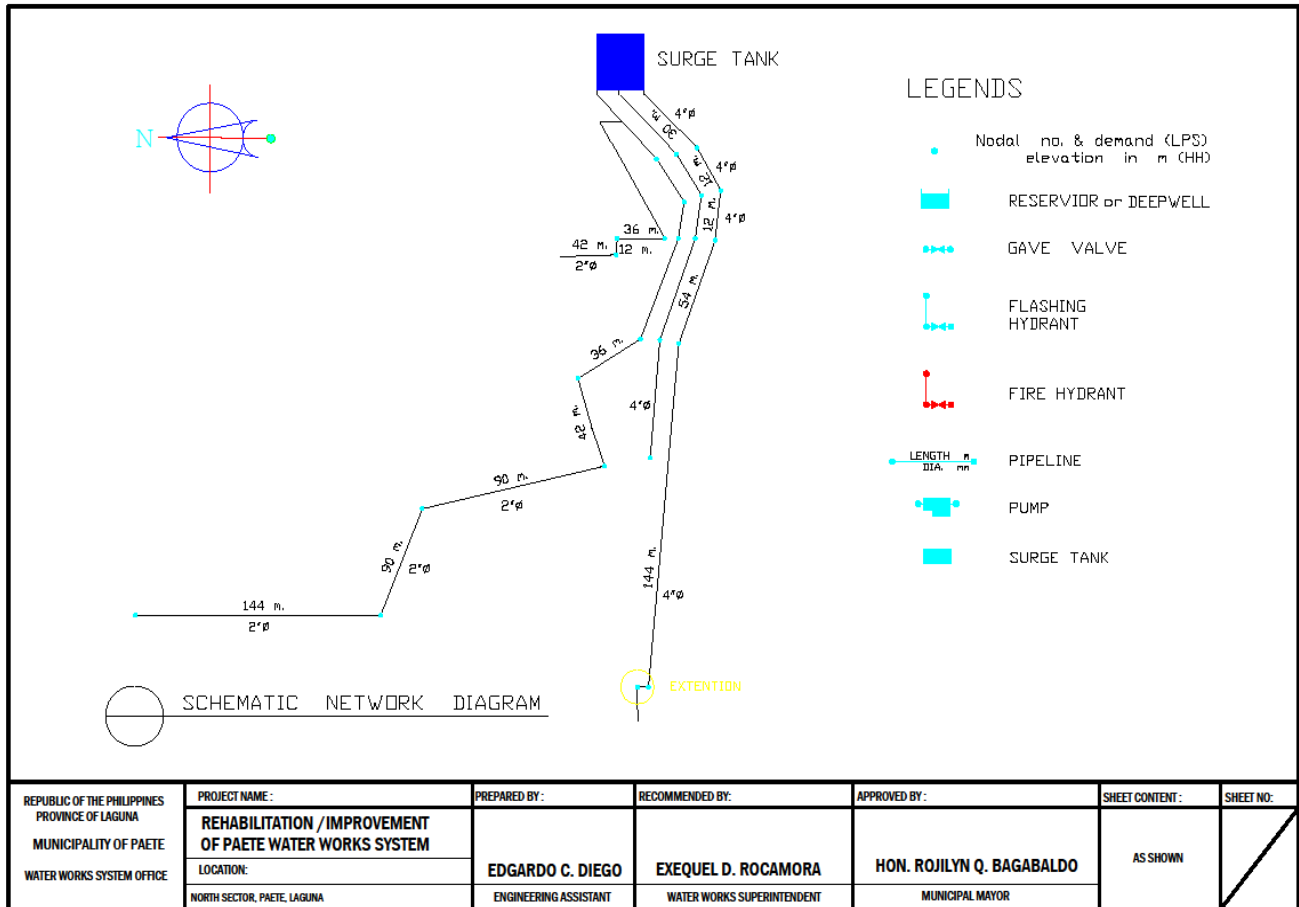 SURGE TANK
N
4"Ø
30 m.
4"Ø
12 m.
12 m.
4"Ø
36 m.
42 m.
12 m.
2"Ø
54 m.
36 m.
4"Ø
42 m.
90 m.
2"Ø
90 m.
2"Ø
144 m.
4"Ø
144 m.
2"Ø
EXTENTION
SCHEMATIC NETWORK DIAGRAM
LEGENDS
Nodal no. & demand (LPS)
elevation in m (HH)
RESERVIOR or DEEPWELL
GAVE VALVE
FLASHING
HYDRANT
FIRE HYDRANT
LENGTH m
DIA. mm
PIPELINE
PUMP
SURGE TANK
REPUBLIC OF THE PHILIPPINES
PROVINCE OF LAGUNA
MUNICIPALITY OF PAETE
WATER WORKS SYSTEM OFFICE
PROJECT NAME :
REHABILITATION / IMPROVEMENT
OF PAETE WATER WORKS SYSTEM
LOCATION:
NORTH SECTOR, PAETE, LAGUNA
PREPARED BY :
EDGARDO C. DIEGO
ENGINEERING ASSISTANT
RECOMMENDED BY:
EXEQUEL D. ROCAMORA
WATER WORKS SUPERINTENDENT
APPROVED BY :
HON. ROJILYN Q. BAGABALDO
MUNICIPAL MAYOR
SHEET CONTENT :
AS SHOWN
SHEET NO: